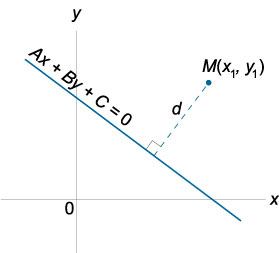 y
M(x₁, y₁)
Ax + By + C = 0
d
x
0